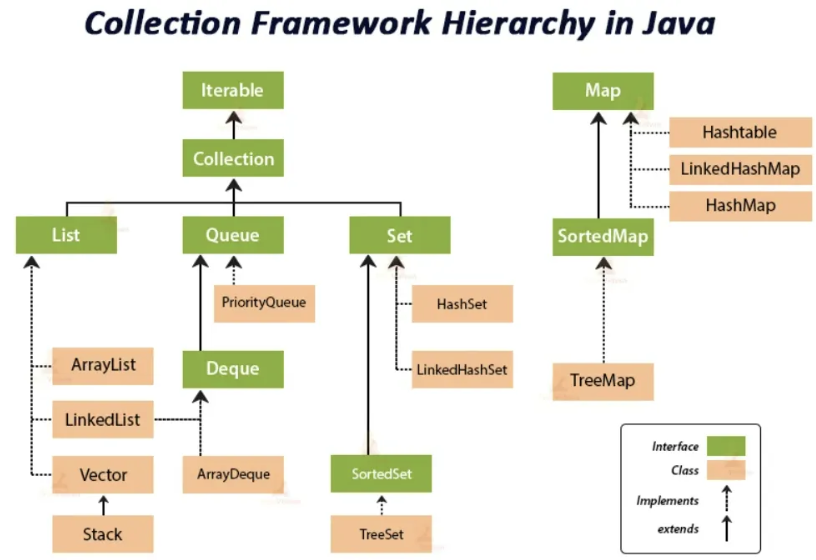 Collection Framework Hierarchy in Java
Iterable
Map
Hashtable
Collection
LinkedHashMap
HashMap
List
Queue
Set
SortedMap
PriorityQueue
HashSet
ArrayList
Deque
LinkedHashSet
TreeMap
LinkedList
Vector
ArrayDeque
SortedSet
Stack
TreeSet
Interface
Class
Implements
extends